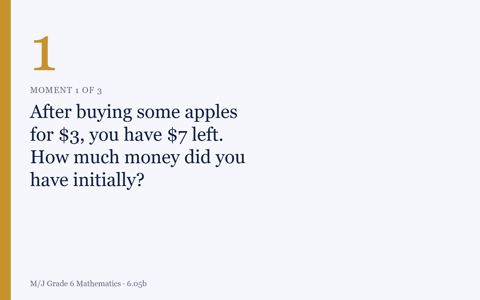 1
MOMENT 1 OF 3
After buying some apples
for $3, you have $7 left.
How much money did you
have initially?
M/J Grade 6 Mathematics · 6.05b